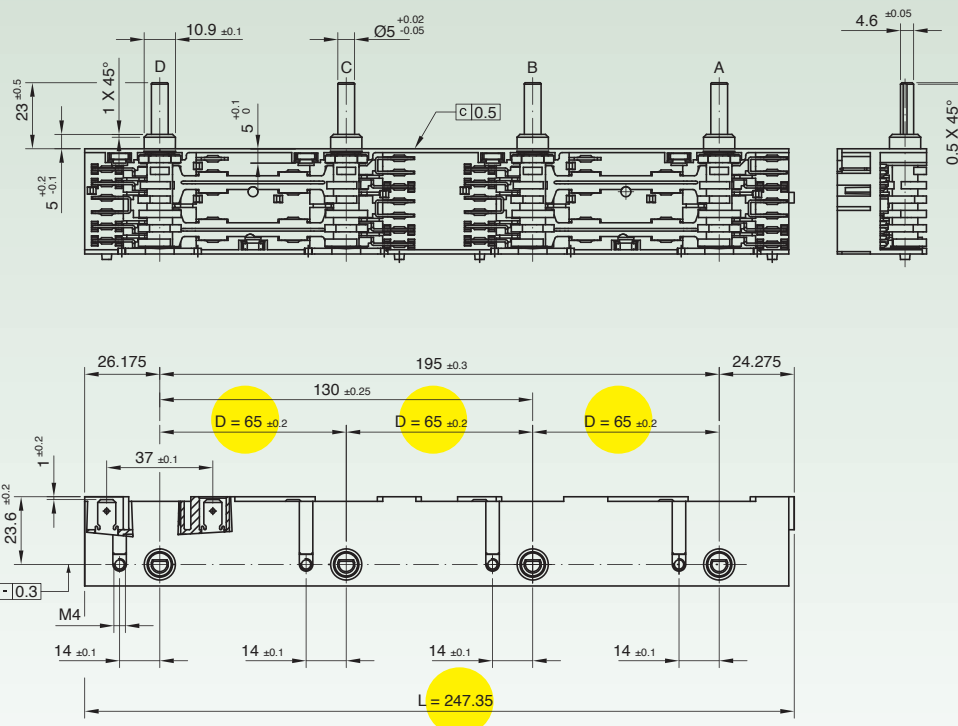 10.9 ±0.1
Ø5 +0.02 -0.05
4.6 ±0.05
D
C
B
A
23 ±0.5
1 X 45°
5 +0.1 0
c 0.5
0.5 X 45°
5 +0.2 -0.1
26.175
195 ±0.3
24.275
130 ±0.25
D = 65 ±0.2
D = 65 ±0.2
D = 65 ±0.2
1 ±0.2
37 ±0.1
23.6 ±0.2
- 0.3
M4
14 ±0.1
14 ±0.1
14 ±0.1
14 ±0.1
L = 247.35